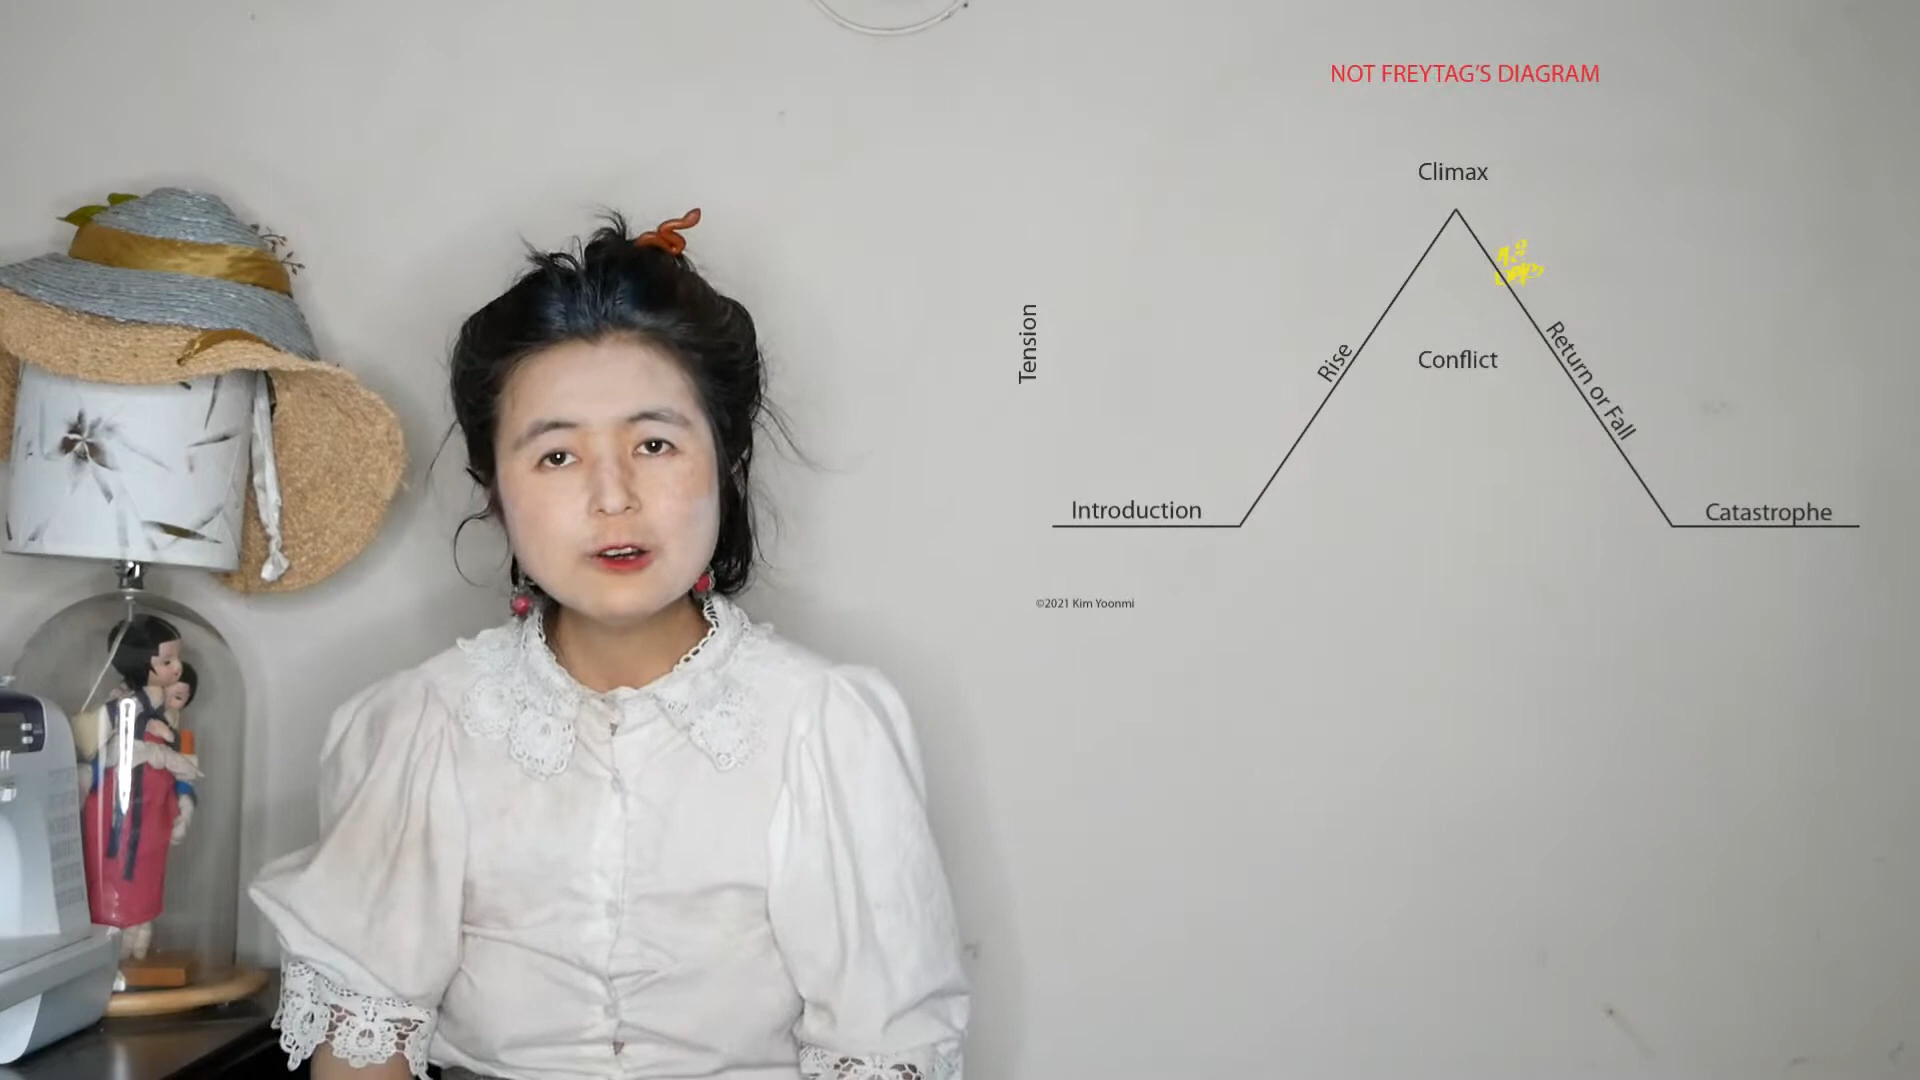 NOT FREYTAG'S DIAGRAM
Climax
Tension
Rise
Conflict
Return or Fall
Introduction
Catastrophe
©2021 Kim Yoonmi